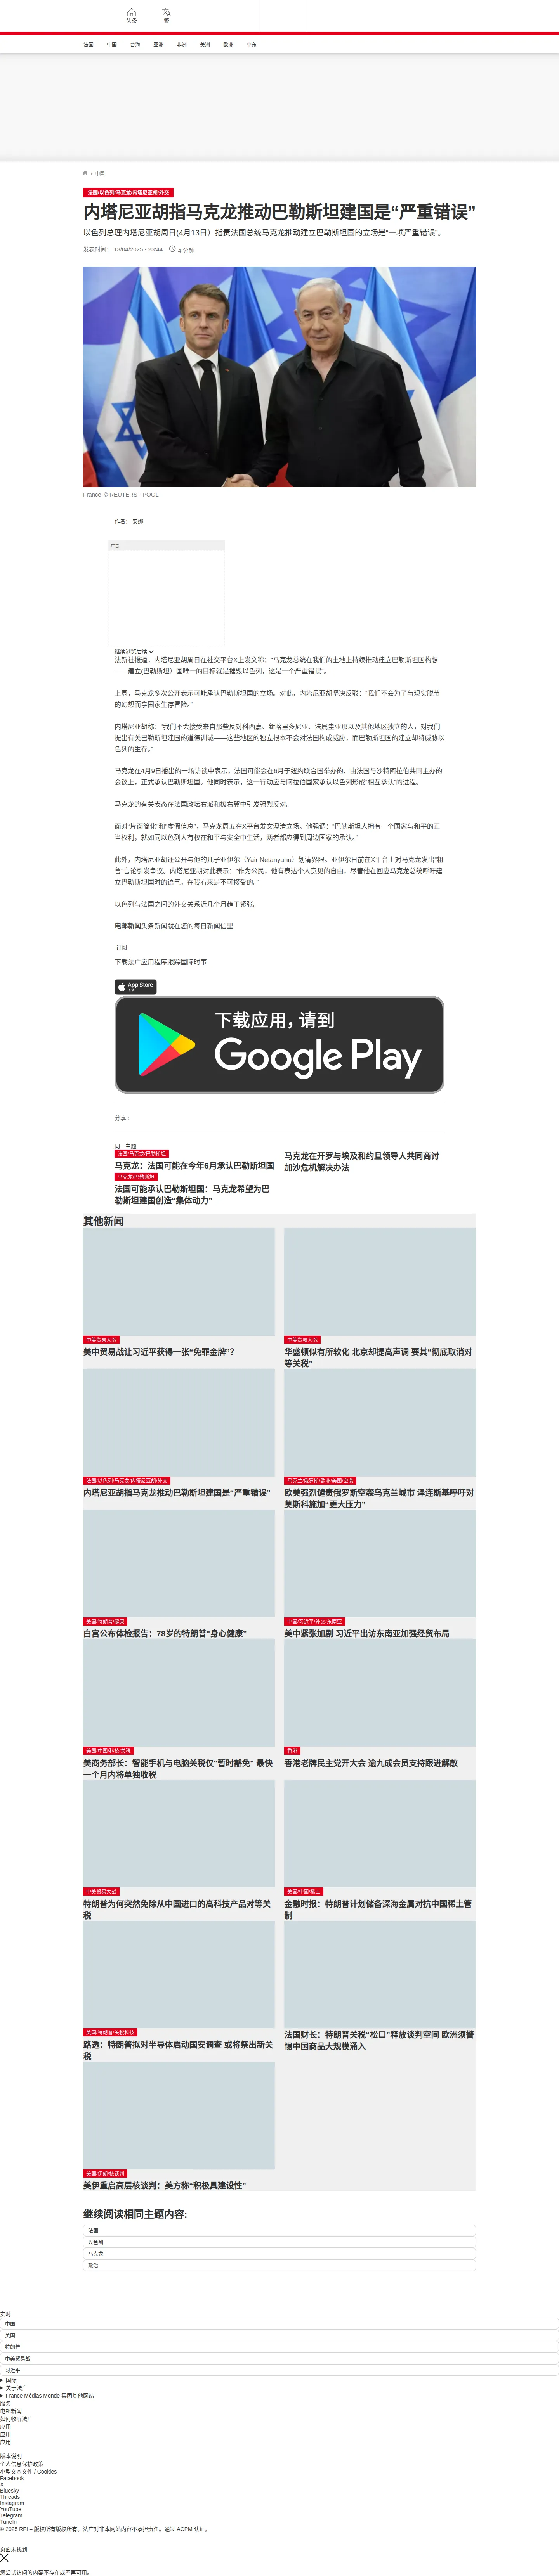 头条
繁
法国
中国
台海
亚洲
非洲
美洲
欧洲
中东
/ 法国
法国/以色列/马克龙/内塔尼亚胡/外交
内塔尼亚胡指马克龙推动巴勒斯坦建国是“严重错误”
以色列总理内塔尼亚胡周日(4月13日）指责法国总统马克龙推动建立巴勒斯坦国的立场是“一项严重错误”。
发表时间： 13/04/2025 - 23:44
4 分钟
France © REUTERS - POOL
作者： 安娜
广告
继续浏览后续
法新社报道，内塔尼亚胡周日在社交平台X上发文称："马克龙总统在我们的土地上持续推动建立巴勒斯坦国构想
——建立(巴勒斯坦）国唯一的目标就是摧毁以色列，这是一个严重错误"。
上周，马克龙多次公开表示可能承认巴勒斯坦国的立场。对此，内塔尼亚胡坚决反驳："我们不会为了与现实脱节
的幻想而拿国家生存冒险。"
内塔尼亚胡称："我们不会接受来自那些反对科西嘉、新喀里多尼亚、法属圭亚那以及其他地区独立的人，对我们
提出有关巴勒斯坦建国的道德训诫——这些地区的独立根本不会对法国构成威胁，而巴勒斯坦国的建立却将威胁以
色列的生存。"
马克龙在4月9日播出的一场访谈中表示，法国可能会在6月于纽约联合国举办的、由法国与沙特阿拉伯共同主办的
会议上，正式承认巴勒斯坦国。他同时表示，这一行动应与阿拉伯国家承认以色列形成"相互承认"的进程。
马克龙的有关表态在法国政坛右派和极右翼中引发强烈反对。
面对"片面简化"和"虚假信息"，马克龙周五在X平台发文澄清立场。他强调："巴勒斯坦人拥有一个国家与和平的正
当权利，就如同以色列人有权在和平与安全中生活，两者都应得到周边国家的承认。"
此外，内塔尼亚胡还公开与他的儿子亚伊尔（Yair Netanyahu）划清界限。亚伊尔日前在X平台上对马克龙发出"粗
鲁"言论引发争议。内塔尼亚胡对此表示："作为公民，他有表达个人意见的自由，尽管他在回应马克龙总统呼吁建
立巴勒斯坦国时的语气，在我看来是不可接受的。"
以色列与法国之间的外交关系近几个月趋于紧张。
电邮新闻头条新闻就在您的每日新闻信里
订阅
下载法广应用程序跟踪国际时事
App Store
下载
下载应用，请到
Google Play
分享 :
同一主题
法国/马克龙/巴勒斯坦
马克龙：法国可能在今年6月承认巴勒斯坦国
马克龙在开罗与埃及和约旦领导人共同商讨
加沙危机解决办法
马克龙/巴勒斯坦
法国可能承认巴勒斯坦国：马克龙希望为巴
勒斯坦建国创造“集体动力”
其他新闻
中美贸易大战
美中贸易战让习近平获得一张“免罪金牌”？
中美贸易大战
华盛顿似有所软化 北京却提高声调 要其“彻底取消对
等关税”
法国/以色列/马克龙/内塔尼亚胡/外交
内塔尼亚胡指马克龙推动巴勒斯坦建国是“严重错误”
乌克兰/俄罗斯/欧洲/美国/空袭
欧美强烈谴责俄罗斯空袭乌克兰城市 泽连斯基呼吁对
莫斯科施加“更大压力”
美国/特朗普/健康
白宫公布体检报告：78岁的特朗普“身心健康”
中国/习近平/外交/东南亚
美中紧张加剧 习近平出访东南亚加强经贸布局
美国/中国/科技/关税
美商务部长：智能手机与电脑关税仅“暂时豁免” 最快
一个月内将单独收税
香港
香港老牌民主党开大会 逾九成会员支持跟进解散
中美贸易大战
特朗普为何突然免除从中国进口的高科技产品对等关
税
美国/中国/稀土
金融时报：特朗普计划储备深海金属对抗中国稀土管
制
美国/特朗普/关税科技
路透：特朗普拟对半导体启动国安调查 或将祭出新关
税
法国财长：特朗普关税“松口”释放谈判空间 欧洲须警
惕中国商品大规模涌入
美国/伊朗/核谈判
美伊重启高层核谈判：美方称“积极具建设性”
继续阅读相同主题内容:
法国
以色列
马克龙
政治
实时
中国
美国
特朗普
中美贸易战
习近平
国际
关于法广
France Médias Monde 集团其他网站
服务
电邮新闻
如何收听法广
应用
应用
应用
版本说明
个人信息保护政策
小型文本文件 / Cookies
Facebook
X
Bluesky
Threads
Instagram
YouTube
Telegram
TuneIn
© 2025 RFI – 版权所有版权所有。法广对非本网站内容不承担责任。通过 ACPM 认证。
页面未找到
您尝试访问的内容不存在或不再可用。